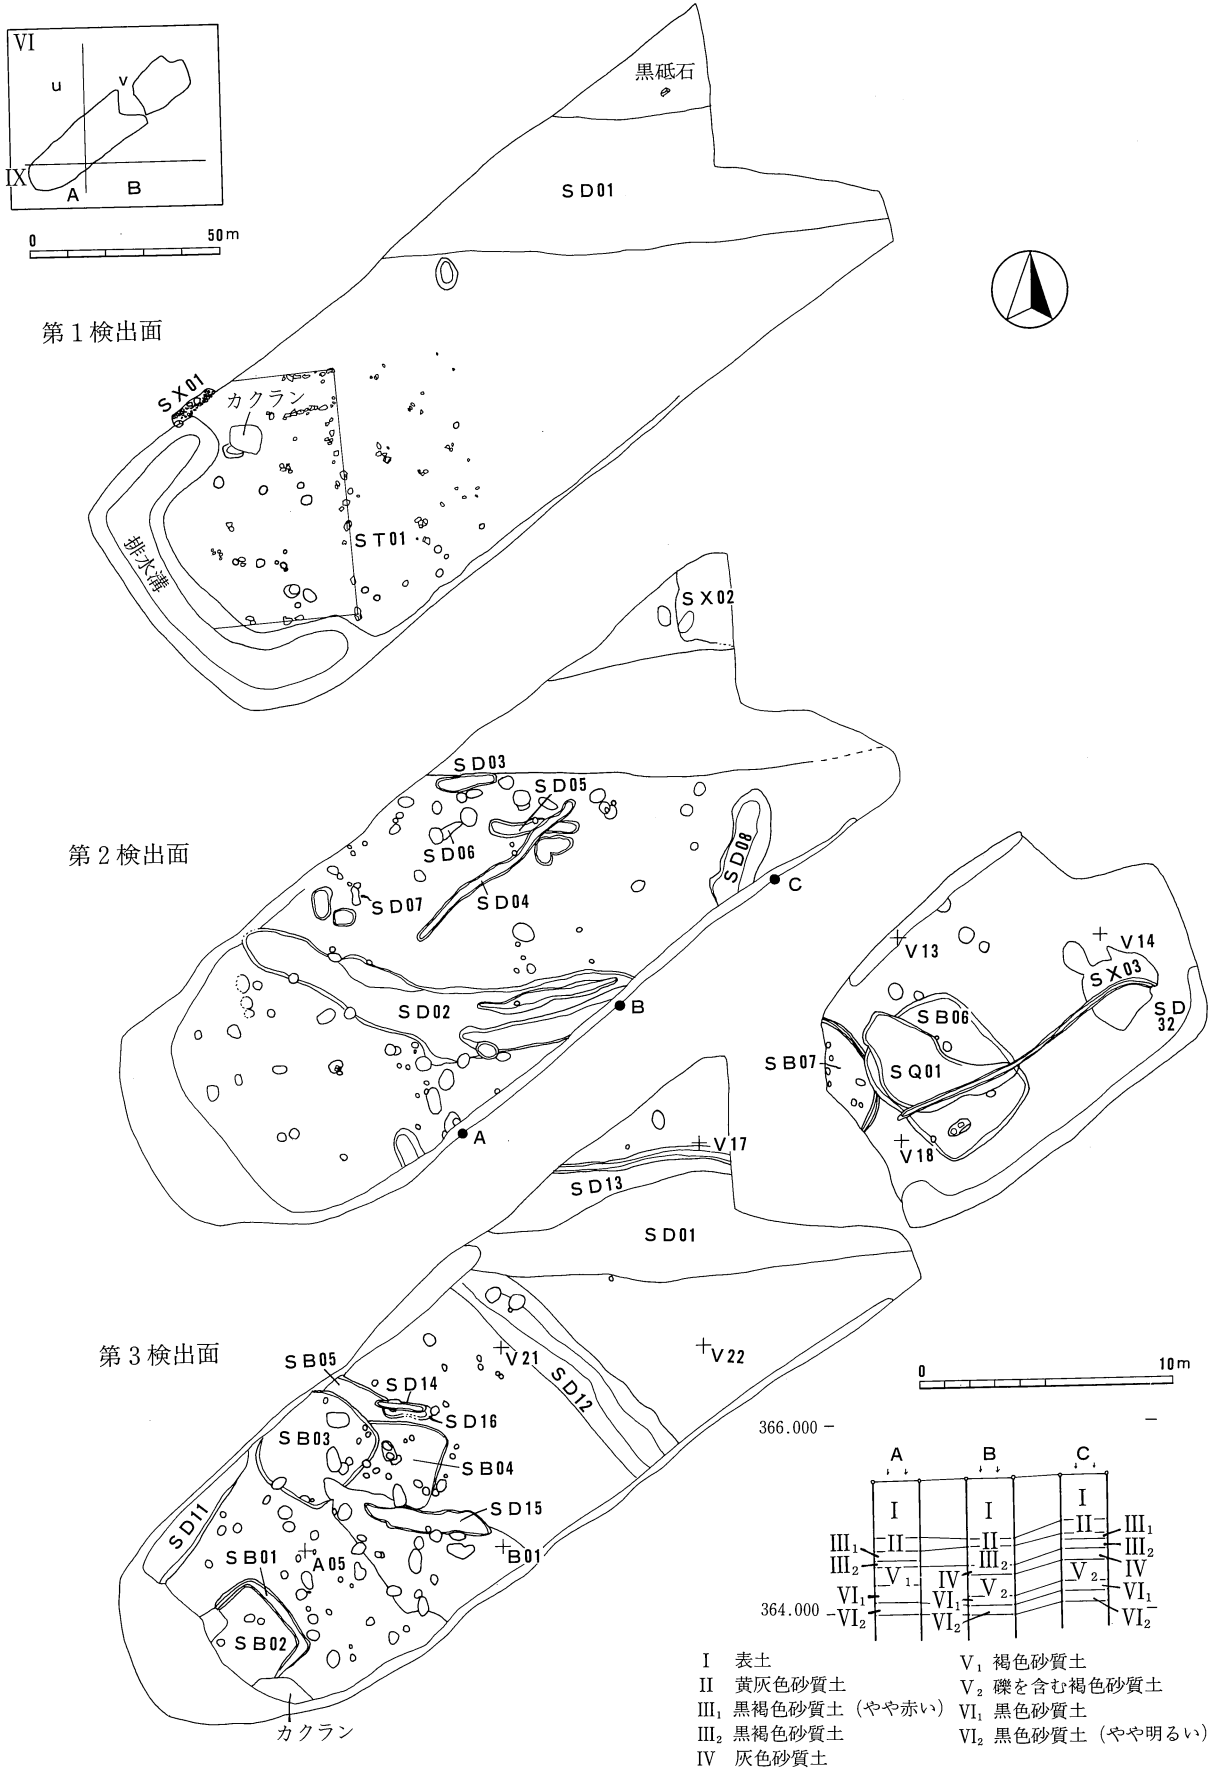 VI
u
v
IX
A
B
0 50m
黒砥石
SD01
第1検出面
SX01
カクラン
排水溝
ST01
SX02
SD03
SD05
第2検出面
SD06
SD08
SD07
SD04
C
SD02
B
A
V13
V14
SX03
SD
32
SB06
SB07
SQ01
V18
V17
SD13
SD01
第3検出面
SB05
V21
V22
SD14
SD12
SD16
SB03
SB04
SD15
SD11
SB01
A05
B01
SB02
カクラン
0 10m
366.000
A B C
I I I
II II II
III₁ III₁
III₂ III₂ III₂
IV IV
V₁ V₂ V₂
VI₁ VI₁ VI₁
364.000
VI₂ VI₂ VI₂
I 表土
II 黄灰色砂質土
III₁ 黒褐色砂質土（やや赤い）
III₂ 黒褐色砂質土
IV 灰色砂質土
V₁ 褐色砂質土
V₂ 礫を含む褐色砂質土
VI₁ 黒色砂質土
VI₂ 黒色砂質土（やや明るい）